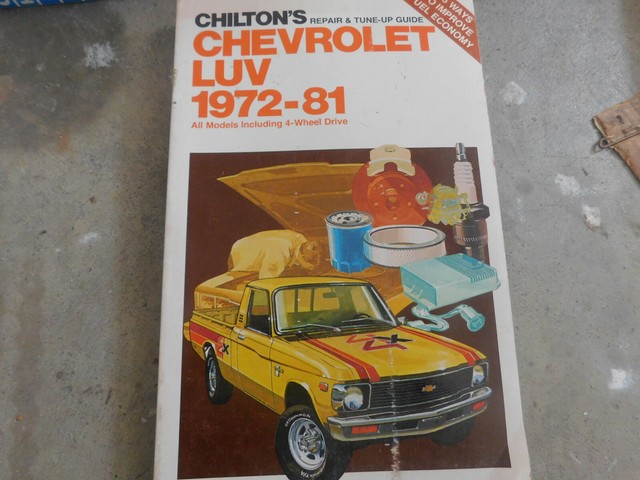 CHILTON'S REPAIR & TUNE-UP GUIDE
CHEVROLET
LUV
1972-81
All Models Including 4-Wheel Drive
WAYS
TO IMPROVE
FUEL ECONOMY